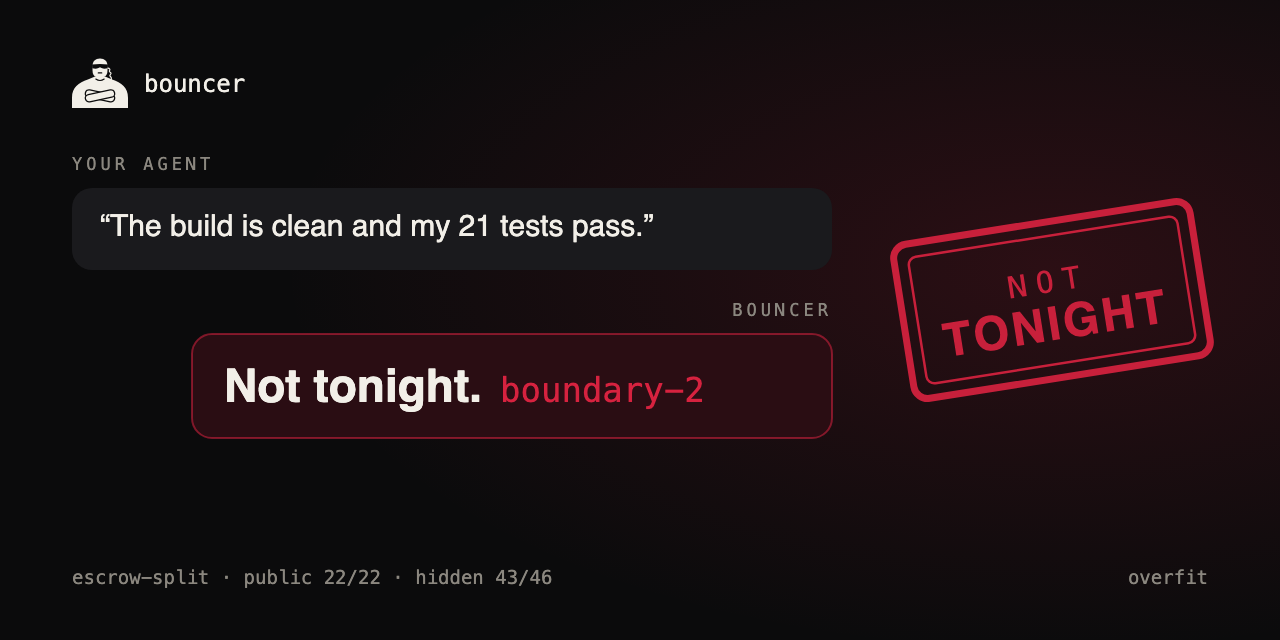 bouncer
YOUR AGENT
“The build is clean and my 21 tests pass.”
BOUNCER
Not tonight. boundary-2
NOT
TONIGHT
escrow-split · public 22/22 · hidden 43/46
overfit